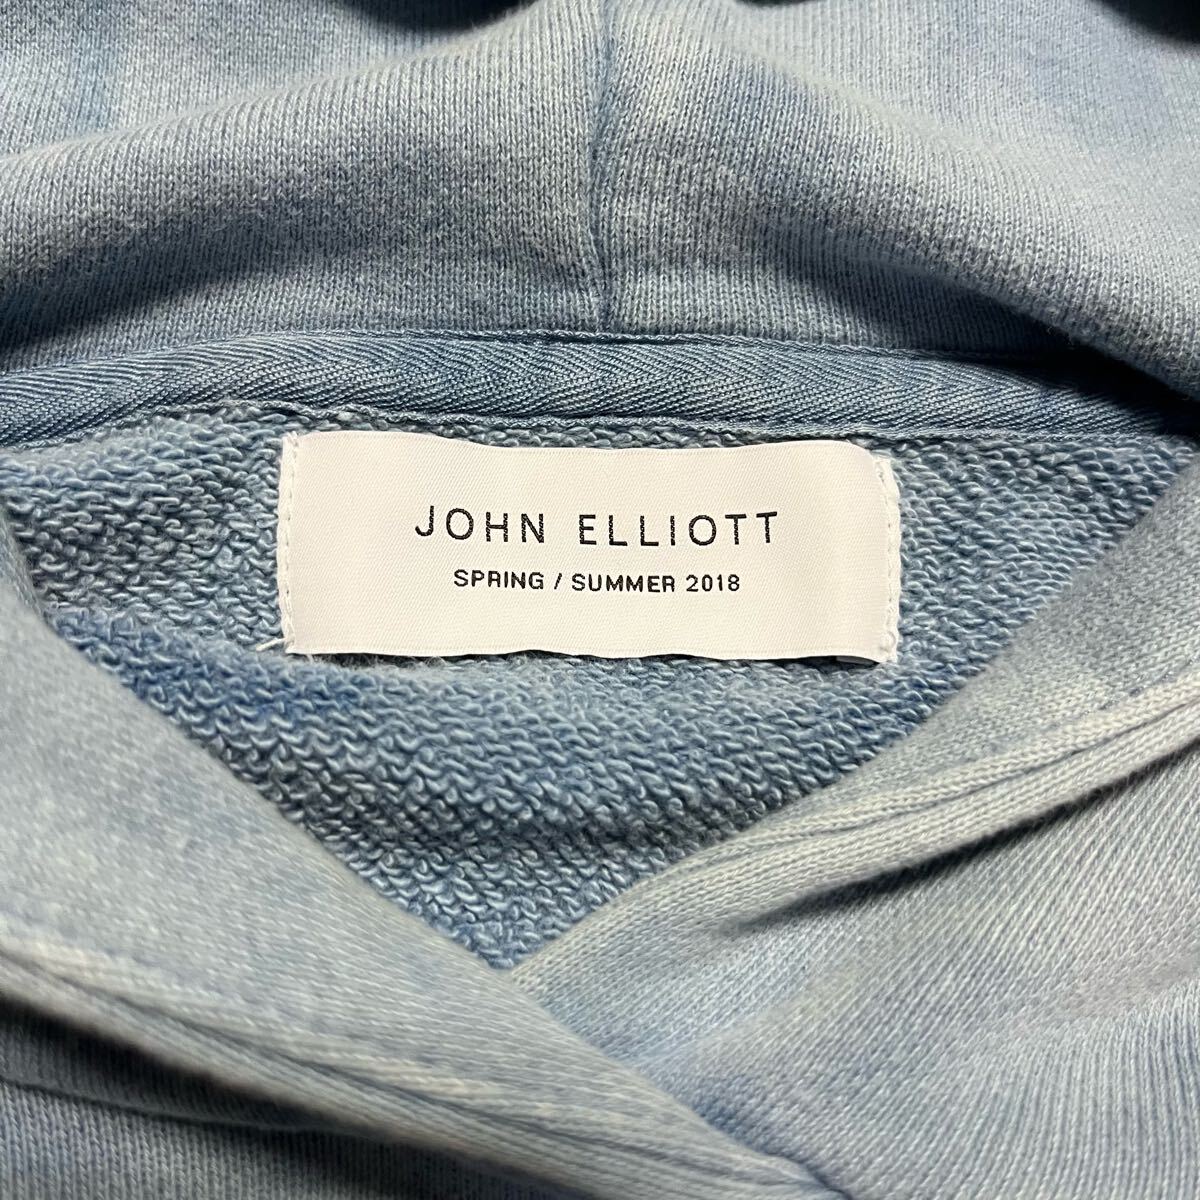 JOHN ELLIOTT
SPRING / SUMMER 2018